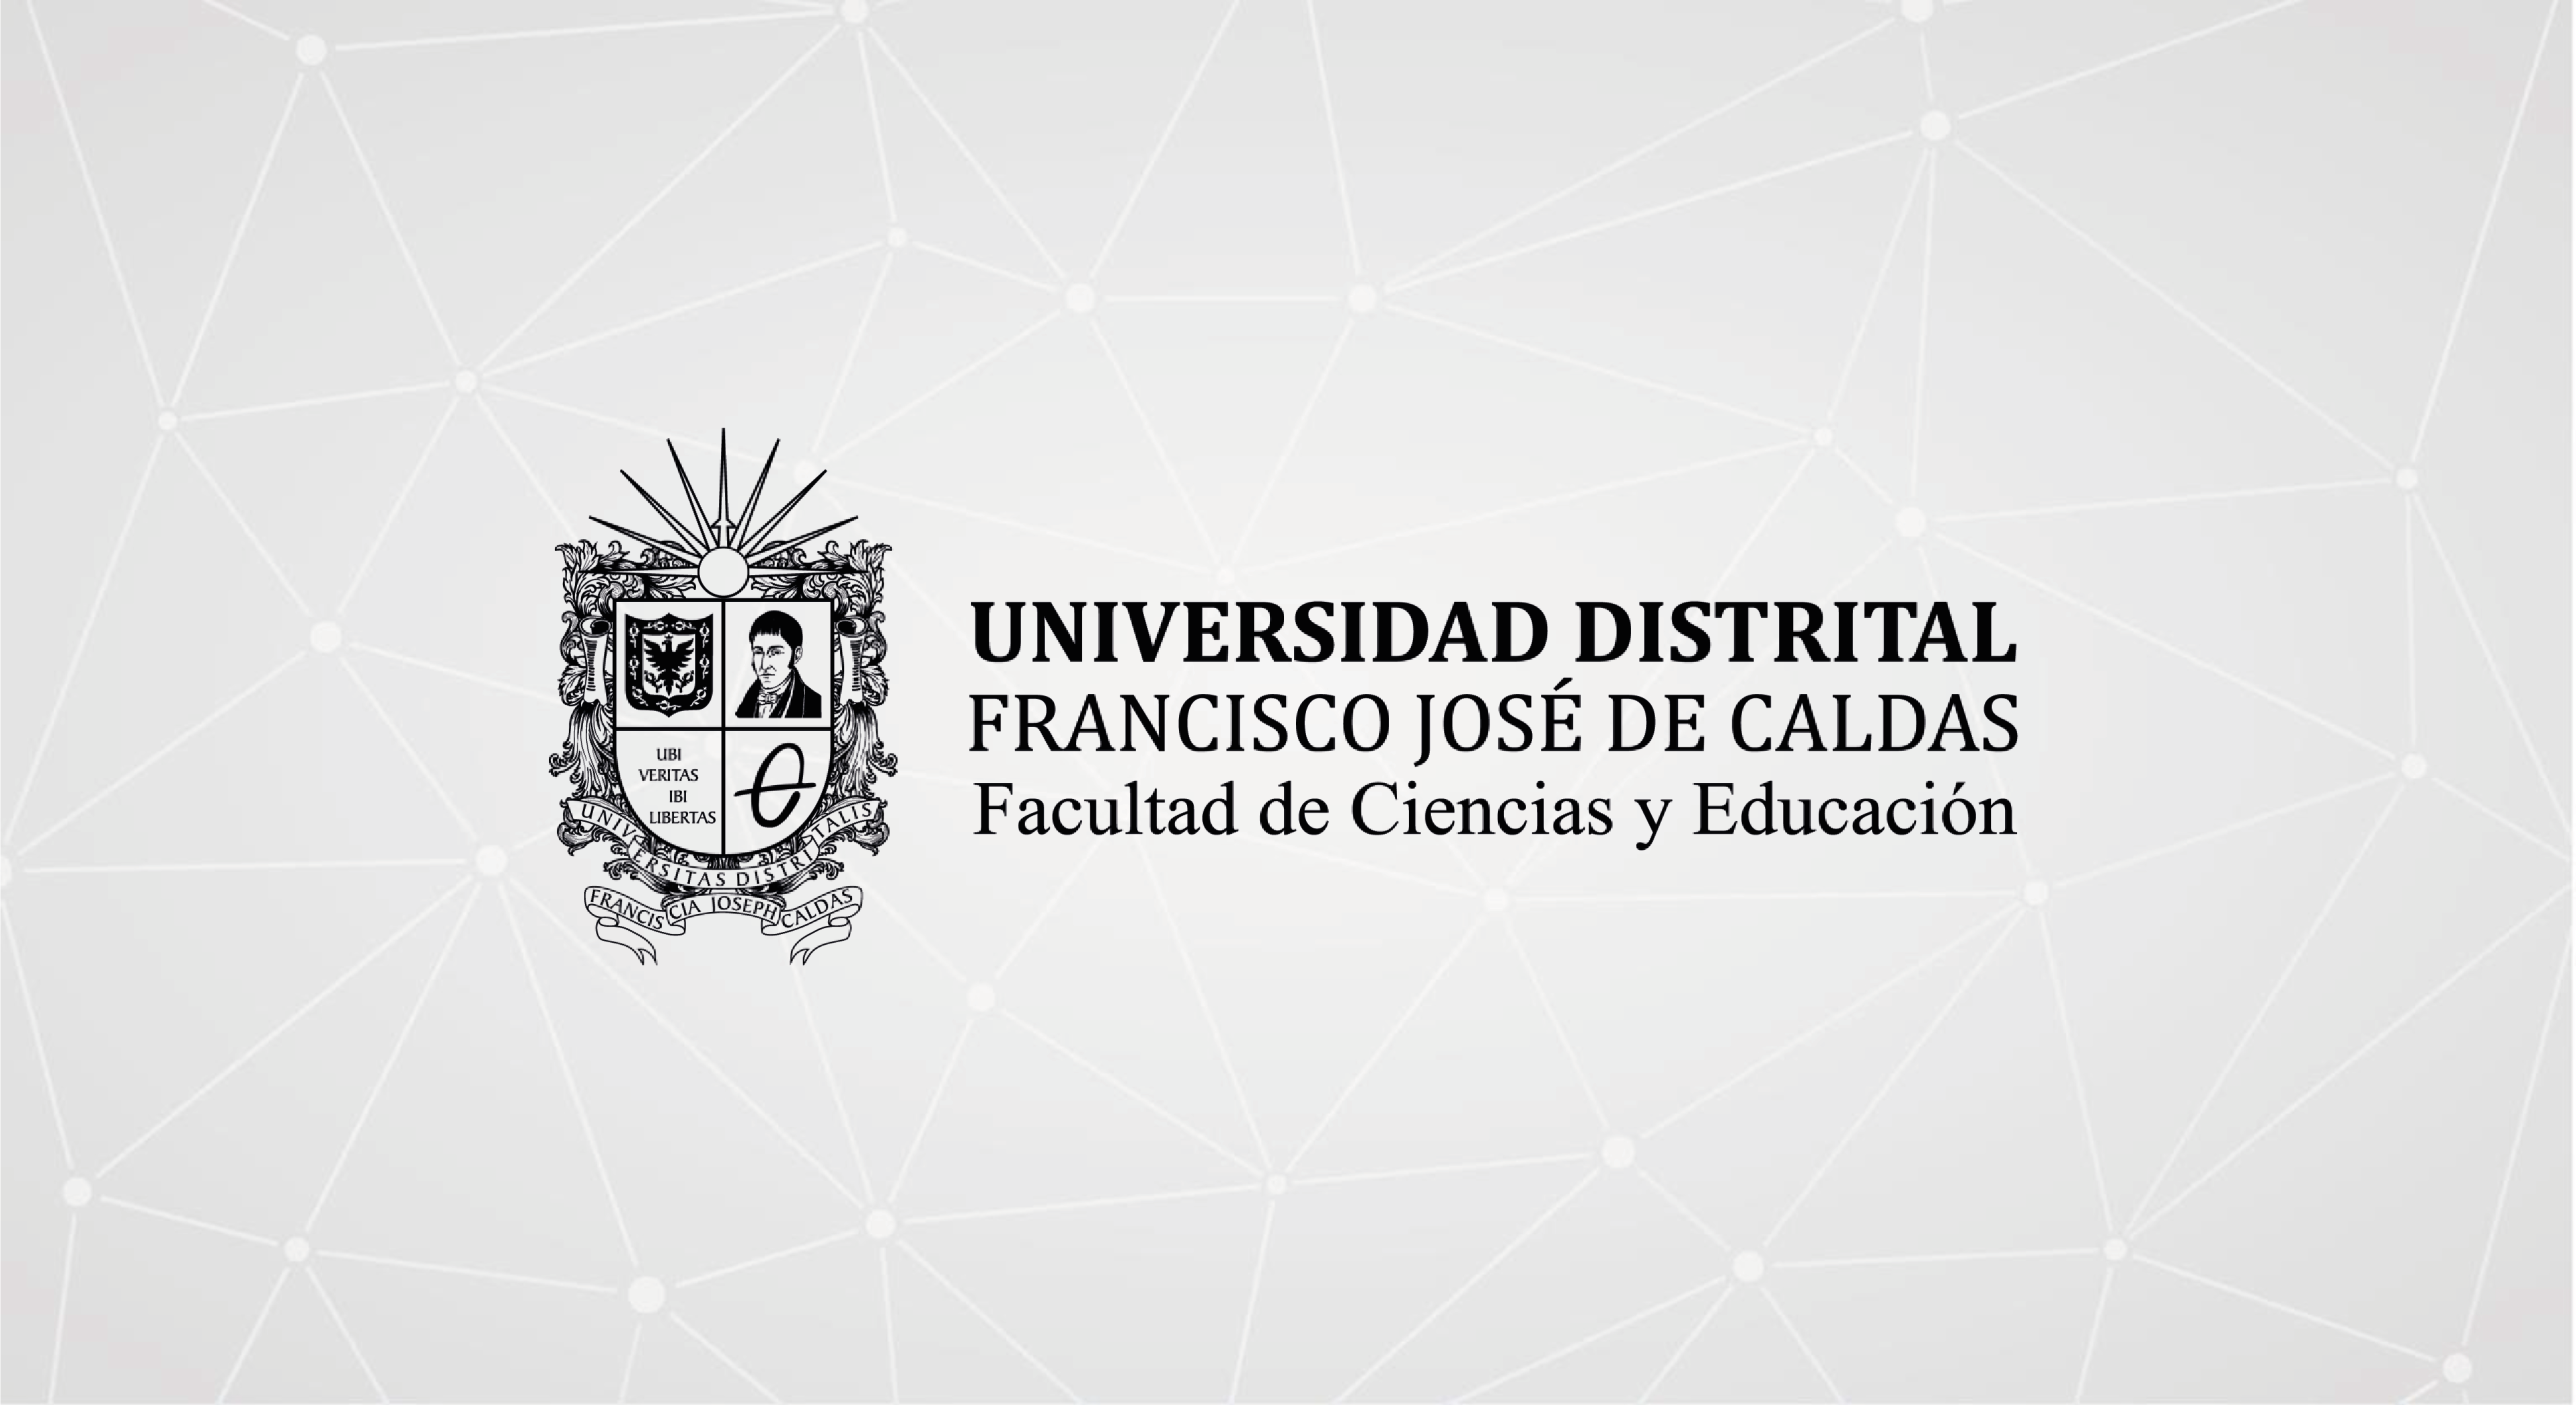 UBI
VERITAS
IBI
LIBERTAS
UNIVERSITAS DISTRITALIS
FRANCISCIA JOSEPH CALDAS
UNIVERSIDAD DISTRITAL
FRANCISCO JOSÉ DE CALDAS
Facultad de Ciencias y Educación